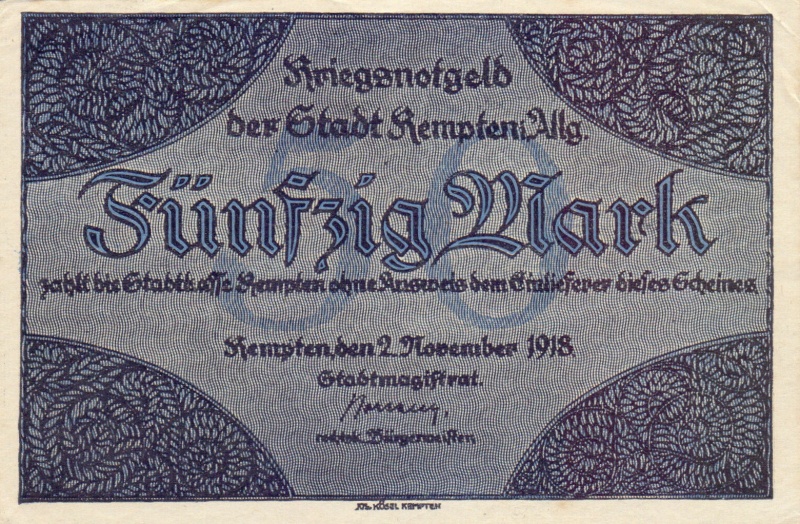 Kriegsnotgeld
der Stadt Kempten i. Allg.
50
Fünfzig Mark
zahlt die Stadtkasse Kempten ohne Ausweis dem Einlieferer dieses Scheines
Kempten, den 2. November 1918.
Stadtmagistrat.
rechtsk. Bürgermeister
JOS. KÖSEL KEMPTEN